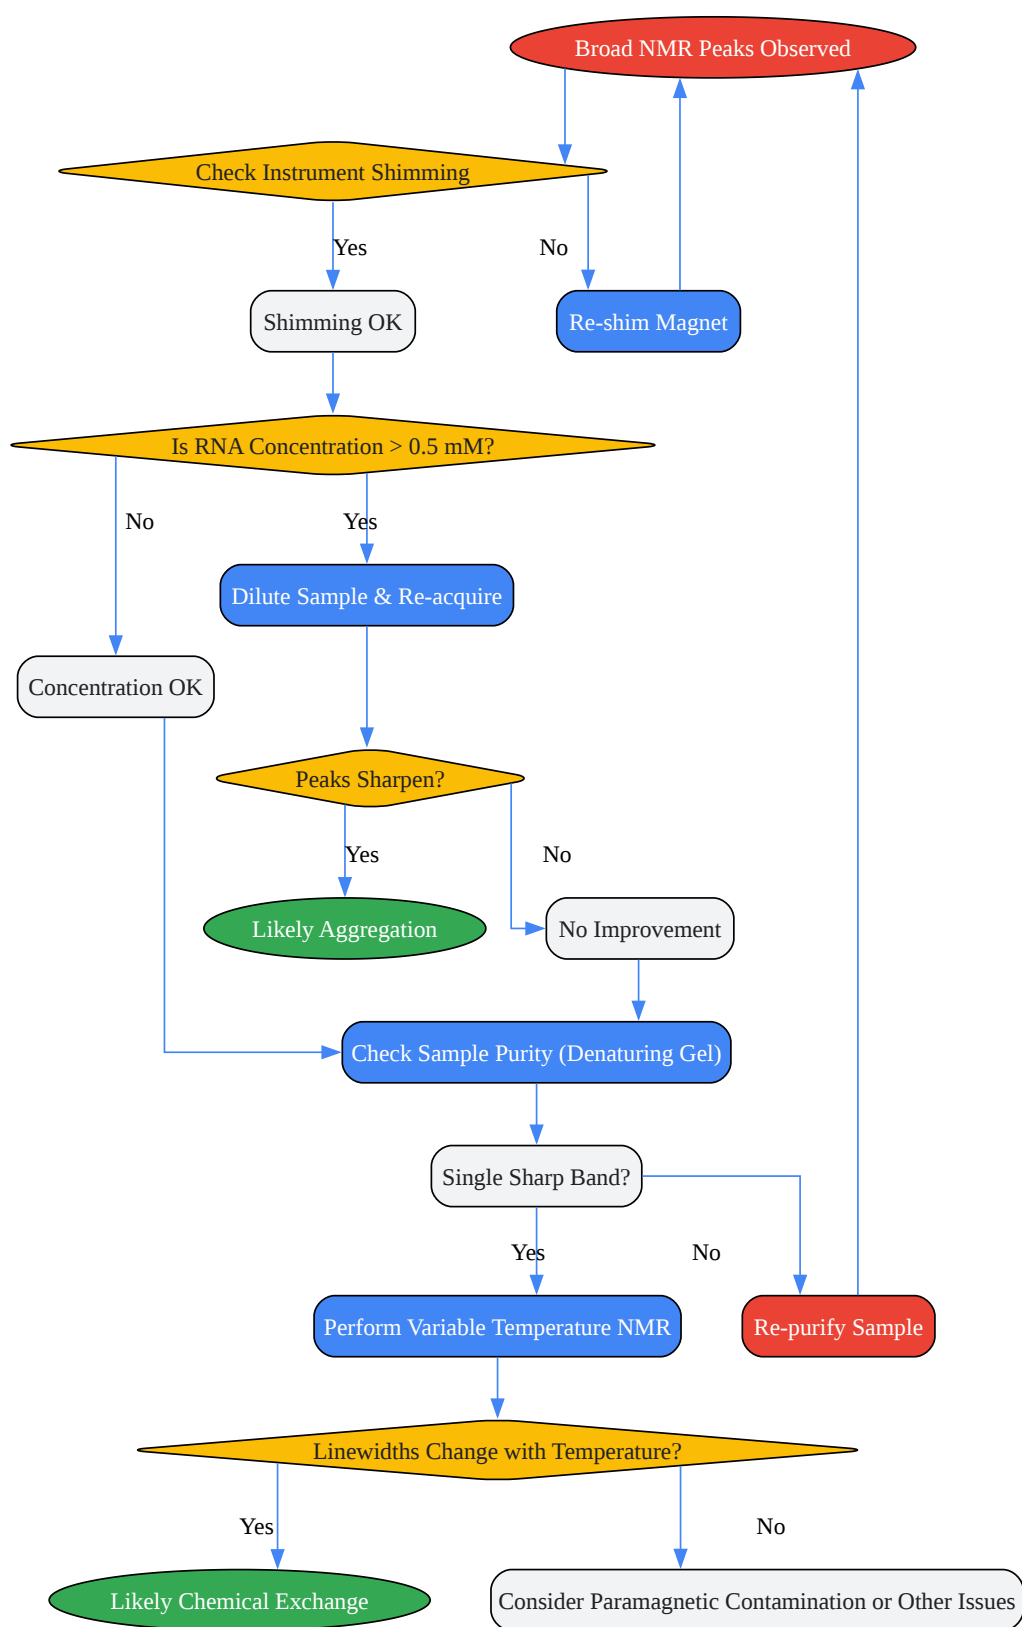 Broad NMR Peaks Observed
Check Instrument Shimming
Yes
No
Shimming OK
Re-shim Magnet
Is RNA Concentration > 0.5 mM?
No
Yes
Dilute Sample & Re-acquire
Concentration OK
Peaks Sharpen?
Yes
No
Likely Aggregation
No Improvement
Check Sample Purity (Denaturing Gel)
Single Sharp Band?
Yes
No
Perform Variable Temperature NMR
Re-purify Sample
Linewidths Change with Temperature?
Yes
No
Likely Chemical Exchange
Consider Paramagnetic Contamination or Other Issues